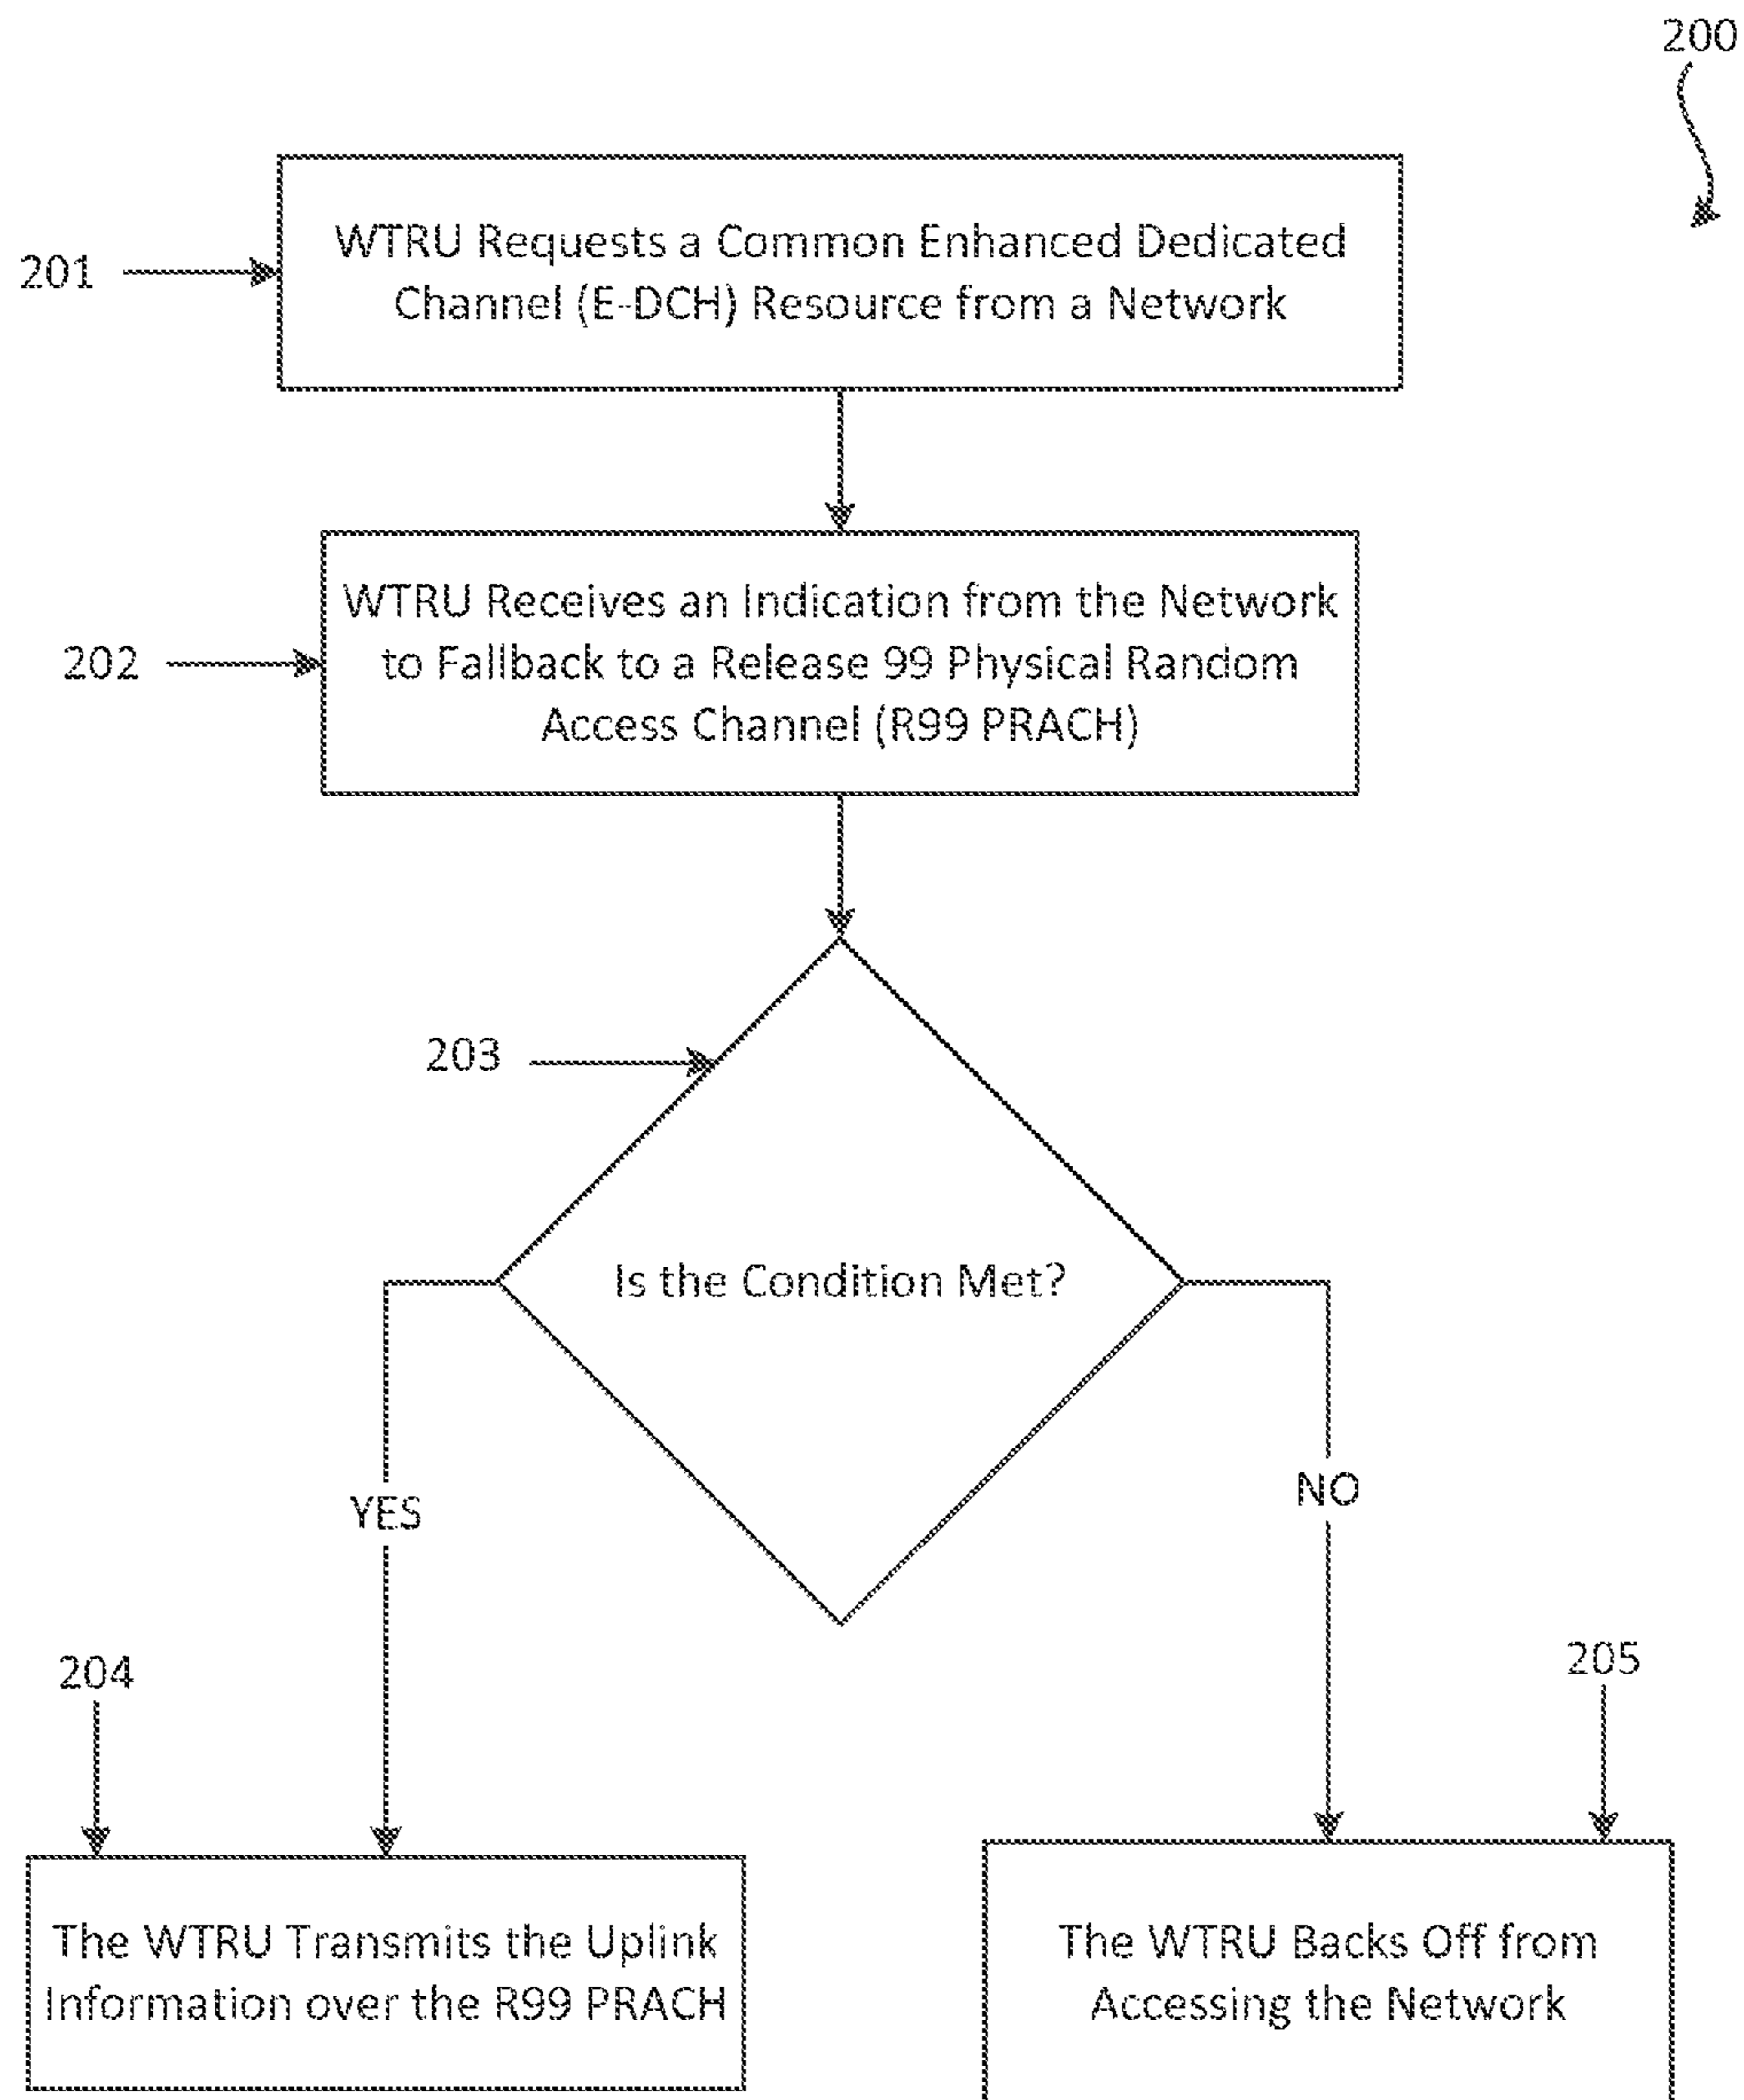 200
201
WTRU Requests a Common Enhanced Dedicated
Channel (E-DCH) Resource from a Network
202
WTRU Receives an Indication from the Network
to Fallback to a Release 99 Physical Random
Access Channel (R99 PRACH)
203
Is the Condition Met?
YES
NO
204
205
The WTRU Transmits the Uplink
Information over the R99 PRACH
The WTRU Backs Off from
Accessing the Network